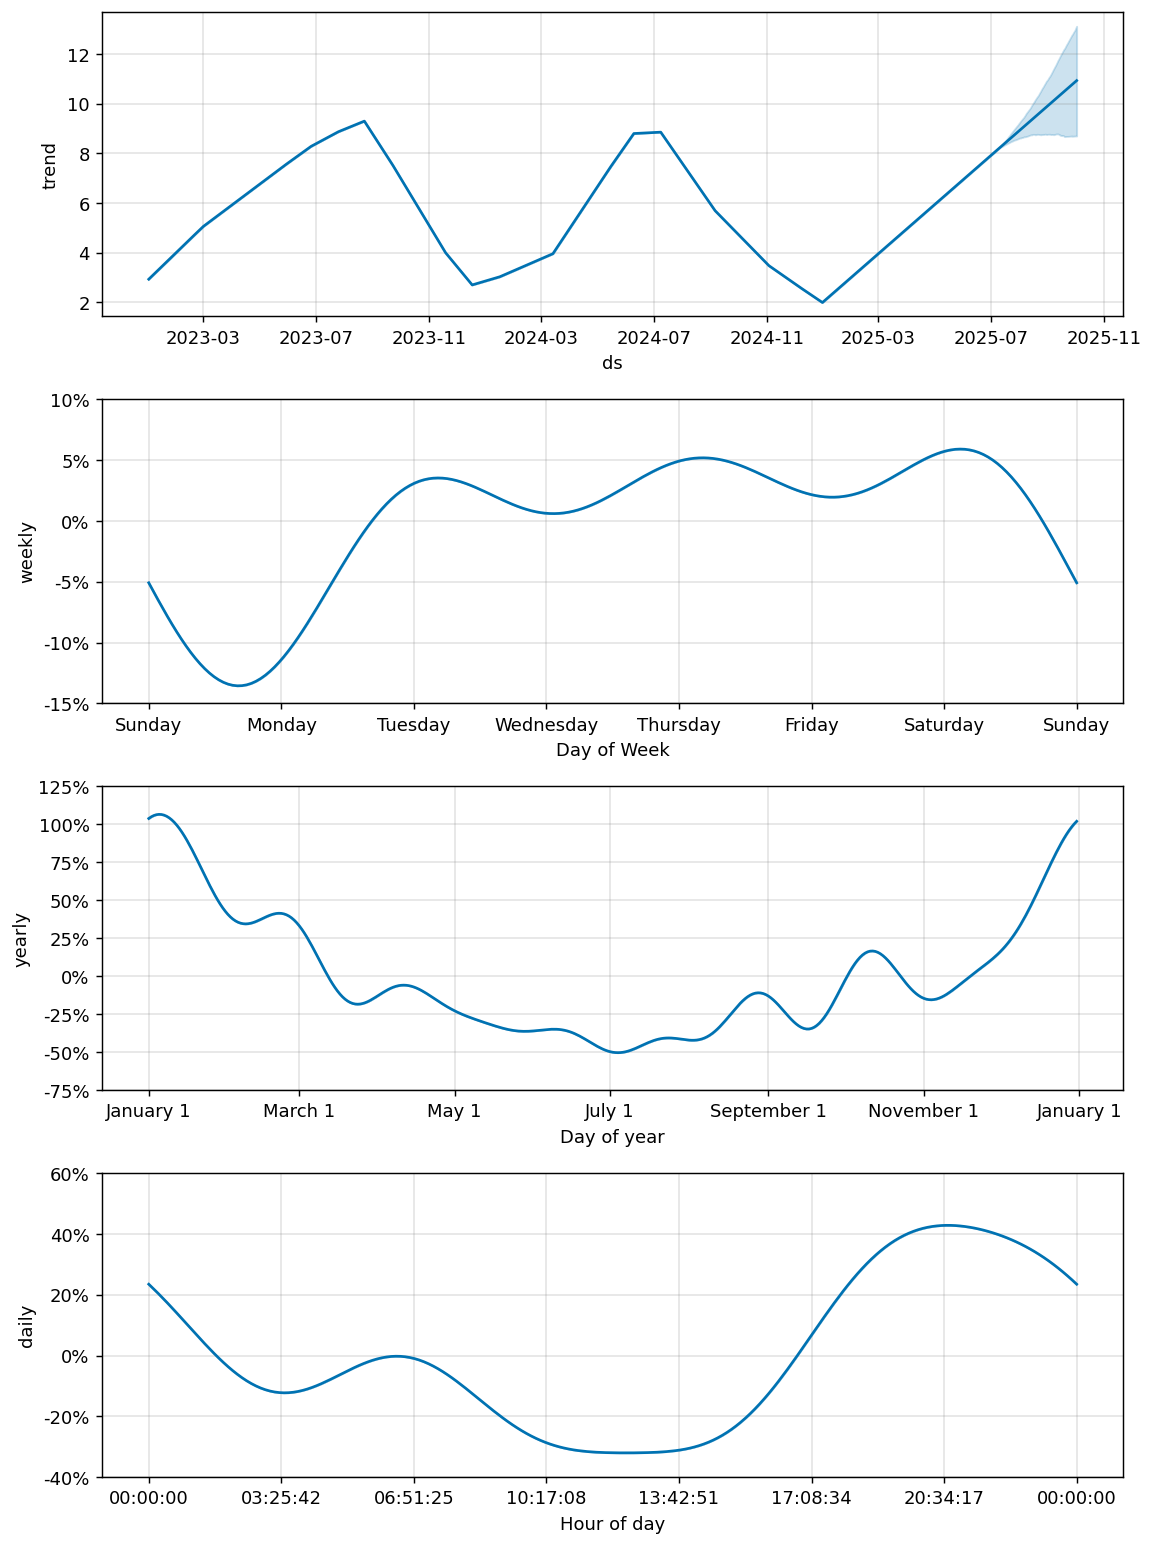 12
10
8
6
4
2
trend
2023-03 2023-07 2023-11 2024-03 2024-07 2024-11 2025-03 2025-07 2025-11
ds
10%
5%
0%
-5%
-10%
-15%
weekly
Sunday Monday Tuesday Wednesday Thursday Friday Saturday Sunday
Day of Week
125%
100%
75%
50%
25%
0%
-25%
-50%
-75%
yearly
January 1 March 1 May 1 July 1 September 1 November 1 January 1
Day of year
60%
40%
20%
0%
-20%
-40%
daily
00:00:00 03:25:42 06:51:25 10:17:08 13:42:51 17:08:34 20:34:17 00:00:00
Hour of day